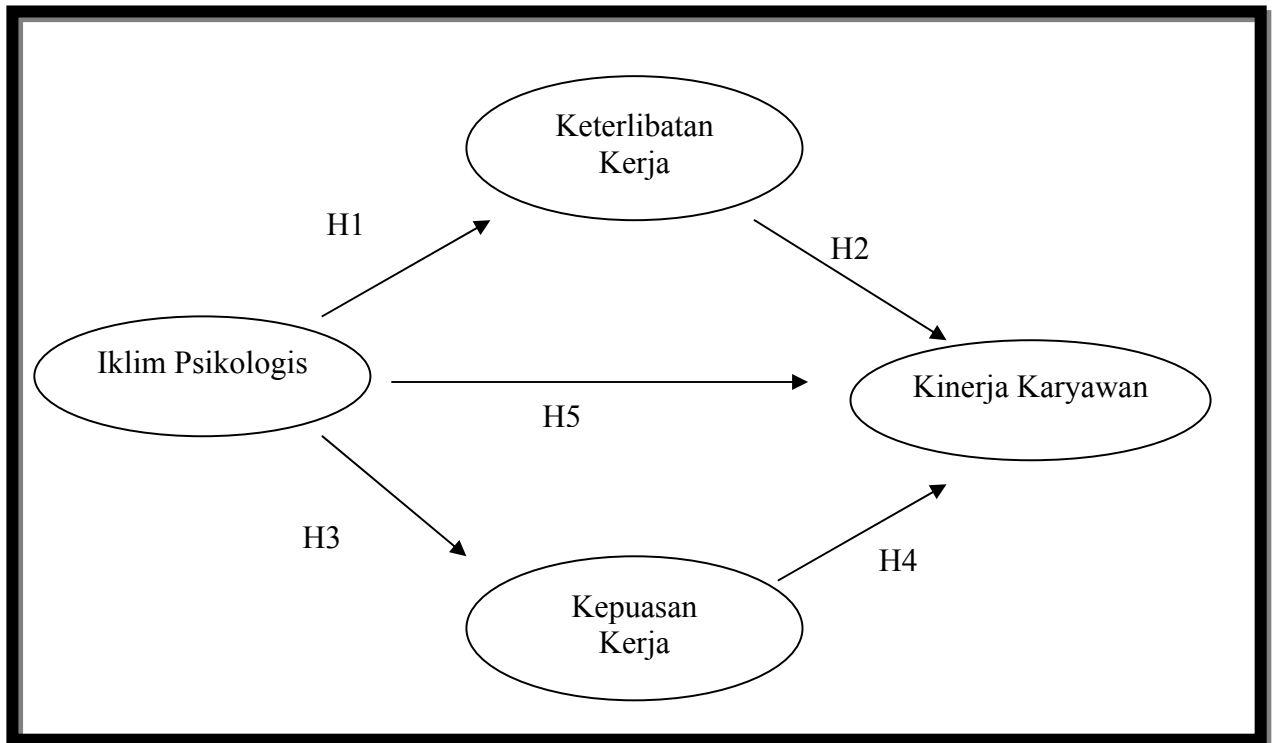 Keterlibatan
Kerja
H1
H2
Iklim Psikologis
Kinerja Karyawan
H5
H3
H4
Kepuasan
Kerja